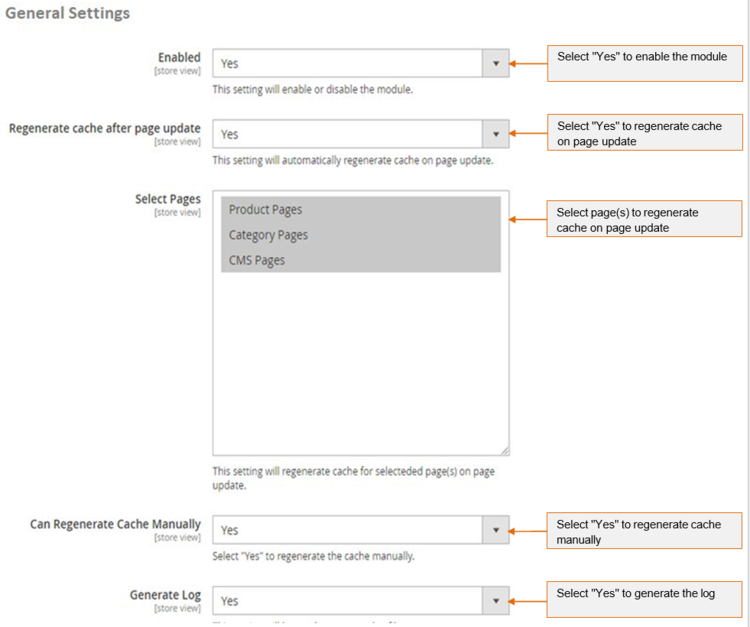 General Settings
Enabled
[store view]
Yes
This setting will enable or disable the module.
Select "Yes" to enable the module
Regenerate cache after page update
[store view]
Yes
This setting will automatically regenerate cache on page update.
Select "Yes" to regenerate cache
on page update
Select Pages
[store view]
Product Pages
Category Pages
CMS Pages
Select page(s) to regenerate
cache on page update
This setting will regenerate cache for selecteded page(s) on page
update.
Can Regenerate Cache Manually
[store view]
Yes
Select "Yes" to regenerate the cache manually.
Select "Yes" to regenerate cache
manually
Generate Log
[store view]
Yes
Select "Yes" to generate the log